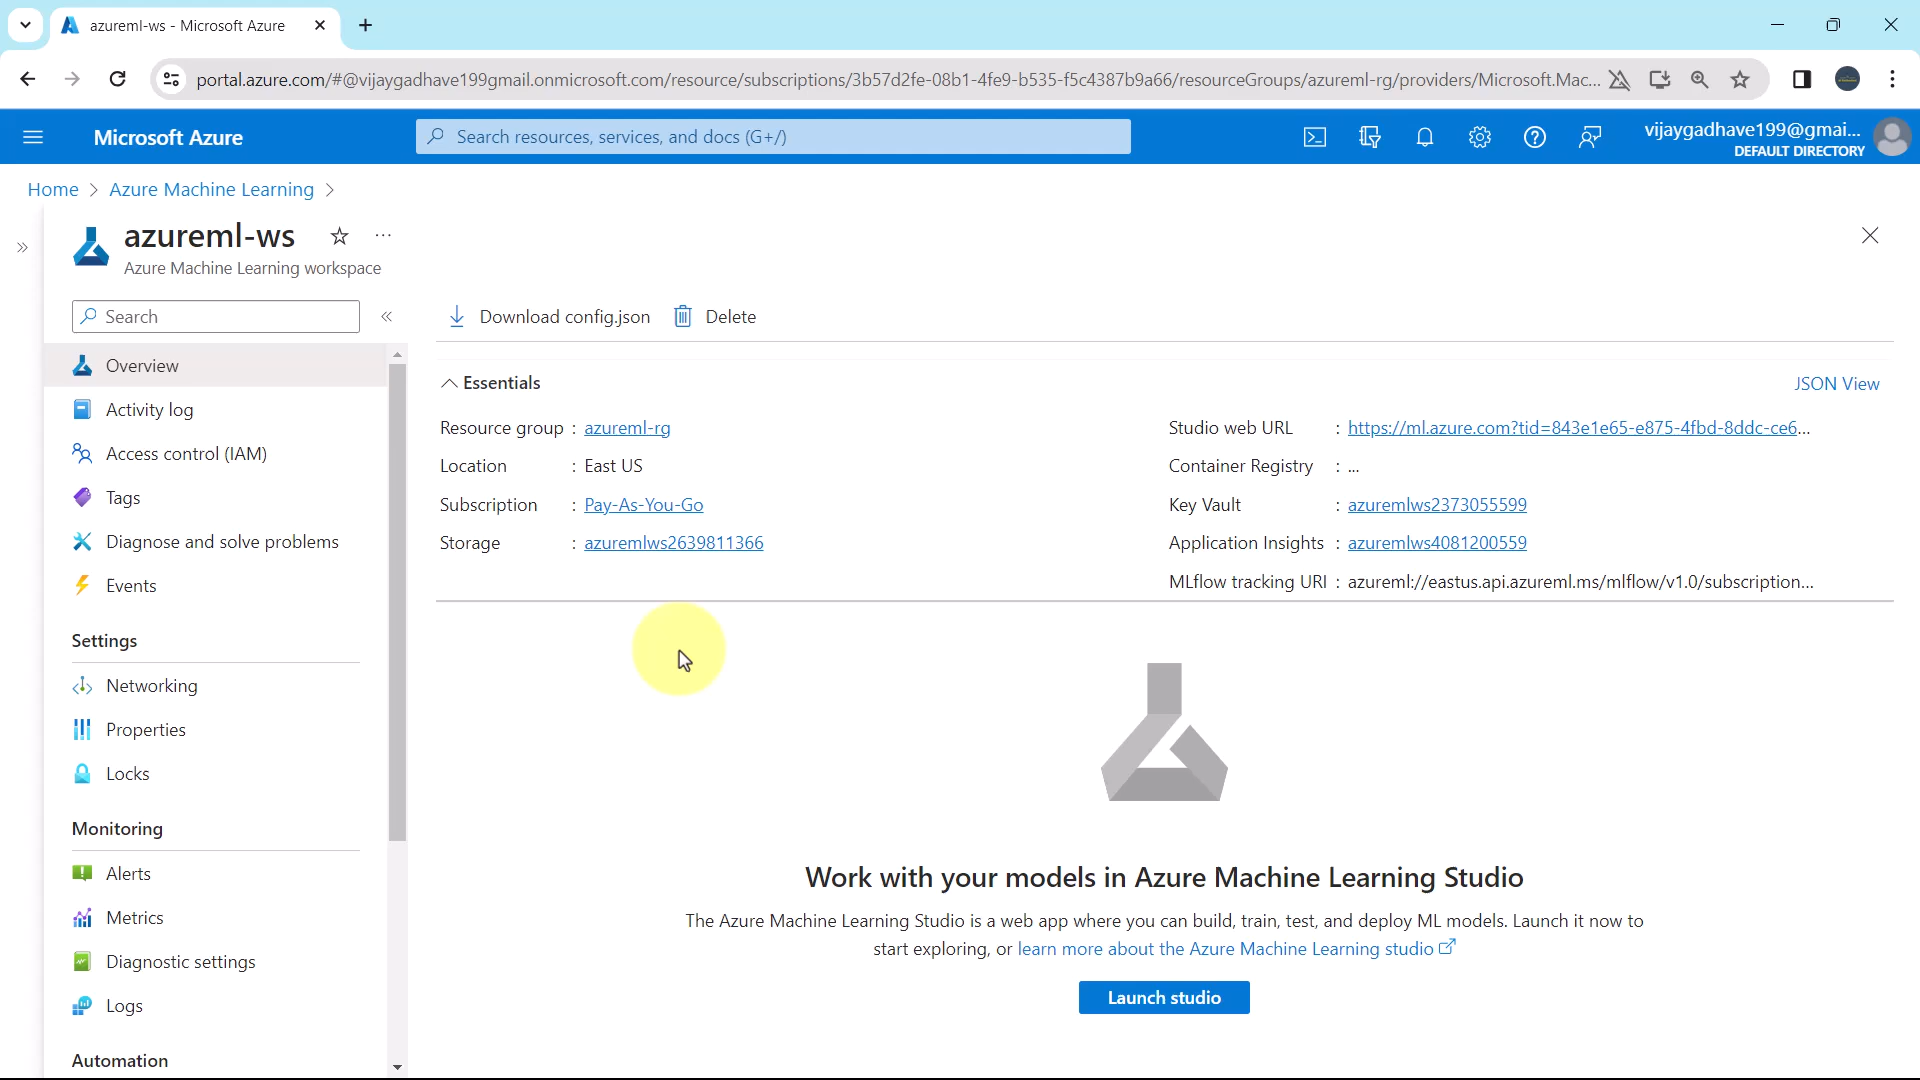 azureml-ws - Microsoft Azure
portal.azure.com/#@vijaygadhave199gmail.onmicrosoft.com/resource/subscriptions/3b57d2fe-08b1-4fe9-b535-f5c4387b9a66/resourceGroups/azureml-rg/providers/Microsoft.Mac...
Microsoft Azure
Search resources, services, and docs (G+/)
vijaygadhave199@gmai...
DEFAULT DIRECTORY
Home > Azure Machine Learning >
azureml-ws
Azure Machine Learning workspace
Search
Download config.json
Delete
Overview
Activity log
Access control (IAM)
Tags
Diagnose and solve problems
Events
Settings
Networking
Properties
Locks
Monitoring
Alerts
Metrics
Diagnostic settings
Logs
Automation
Essentials
JSON View
Resource group : azureml-rg
Location : East US
Subscription : Pay-As-You-Go
Storage : azuremlws2639811366
Studio web URL : https://ml.azure.com?tid=843e1e65-e875-4fbd-8ddc-ce6...
Container Registry : ...
Key Vault : azuremlws2373055599
Application Insights : azuremlws4081200559
MLflow tracking URI : azureml://eastus.api.azureml.ms/mlflow/v1.0/subscription...
Work with your models in Azure Machine Learning Studio
The Azure Machine Learning Studio is a web app where you can build, train, test, and deploy ML models. Launch it now to
start exploring, or learn more about the Azure Machine Learning studio
Launch studio